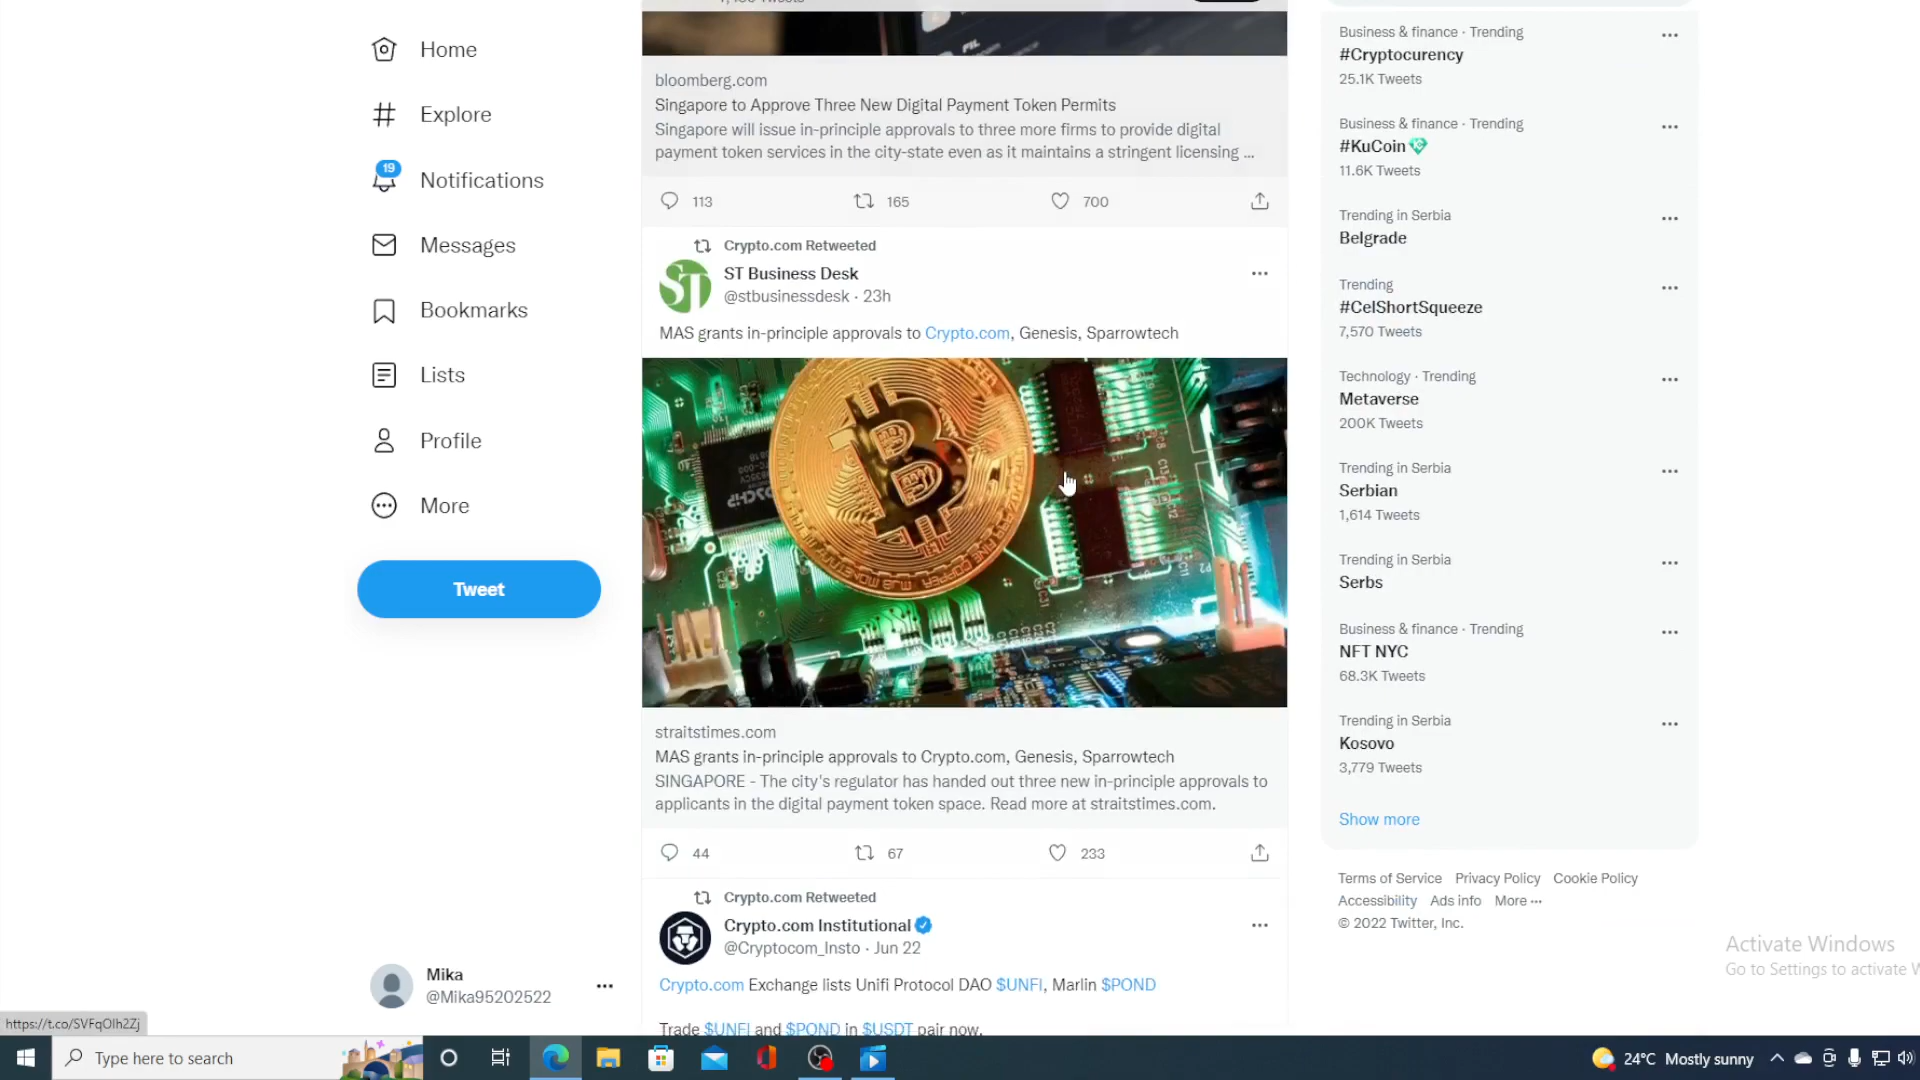 Home
Explore
19
Notifications
Messages
Bookmarks
Lists
Profile
More
Tweet
Mika
@Mika95202522
bloomberg.com
Singapore to Approve Three New Digital Payment Token Permits
Singapore will issue in-principle approvals to three more firms to provide digital
payment token services in the city-state even as it maintains a stringent licensing ...
113 165 700
Crypto.com Retweeted
ST
ST Business Desk
@stbusinessdesk · 23h
MAS grants in-principle approvals to Crypto.com, Genesis, Sparrowtech
straitstimes.com
MAS grants in-principle approvals to Crypto.com, Genesis, Sparrowtech
SINGAPORE - The city's regulator has handed out three new in-principle approvals to
applicants in the digital payment token space. Read more at straitstimes.com.
44 67 233
Crypto.com Retweeted
Crypto.com Institutional
@Cryptocom_Insto · Jun 22
Crypto.com Exchange lists Unifi Protocol DAO $UNFI, Marlin $POND
Trade $UNFI and $POND in $USDT pair now.
Business & finance · Trending
#Cryptocurency
25.1K Tweets
Business & finance · Trending
#KuCoin
11.6K Tweets
Trending in Serbia
Belgrade
Trending
#CelShortSqueeze
7,570 Tweets
Technology · Trending
Metaverse
200K Tweets
Trending in Serbia
Serbian
1,614 Tweets
Trending in Serbia
Serbs
Business & finance · Trending
NFT NYC
68.3K Tweets
Trending in Serbia
Kosovo
3,779 Tweets
Show more
Terms of Service Privacy Policy Cookie Policy
Accessibility Ads info More ···
© 2022 Twitter, Inc.
Activate Windows
Go to Settings to activate W
https://t.co/SVFqOIh2Zj
Type here to search
24°C Mostly sunny